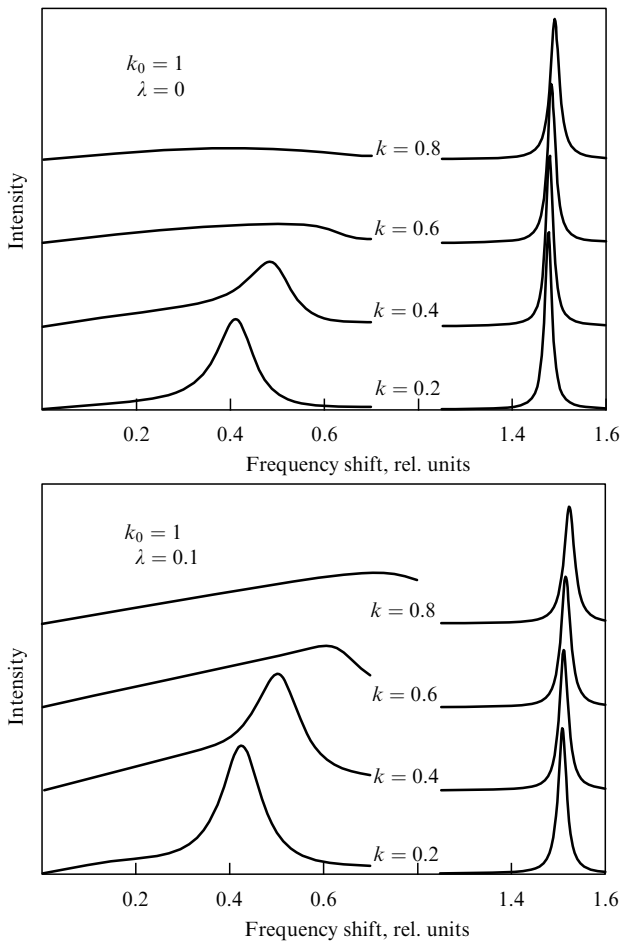 k₀ = 1
λ = 0
k = 0.8
k = 0.6
k = 0.4
k = 0.2
Intensity
0.2 0.4 0.6 1.4 1.6
Frequency shift, rel. units
k₀ = 1
λ = 0.1
k = 0.8
k = 0.6
k = 0.4
k = 0.2
Intensity
0.2 0.4 0.6 1.4 1.6
Frequency shift, rel. units